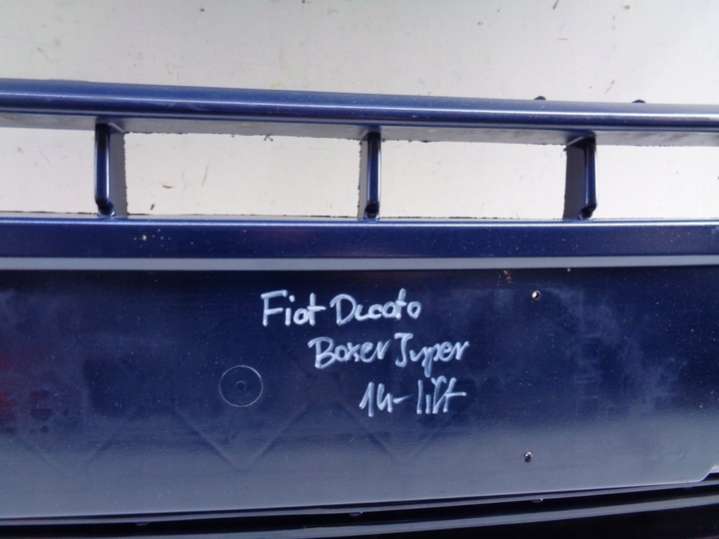 Fiat Ducato
Boxer Jumper
14-lift